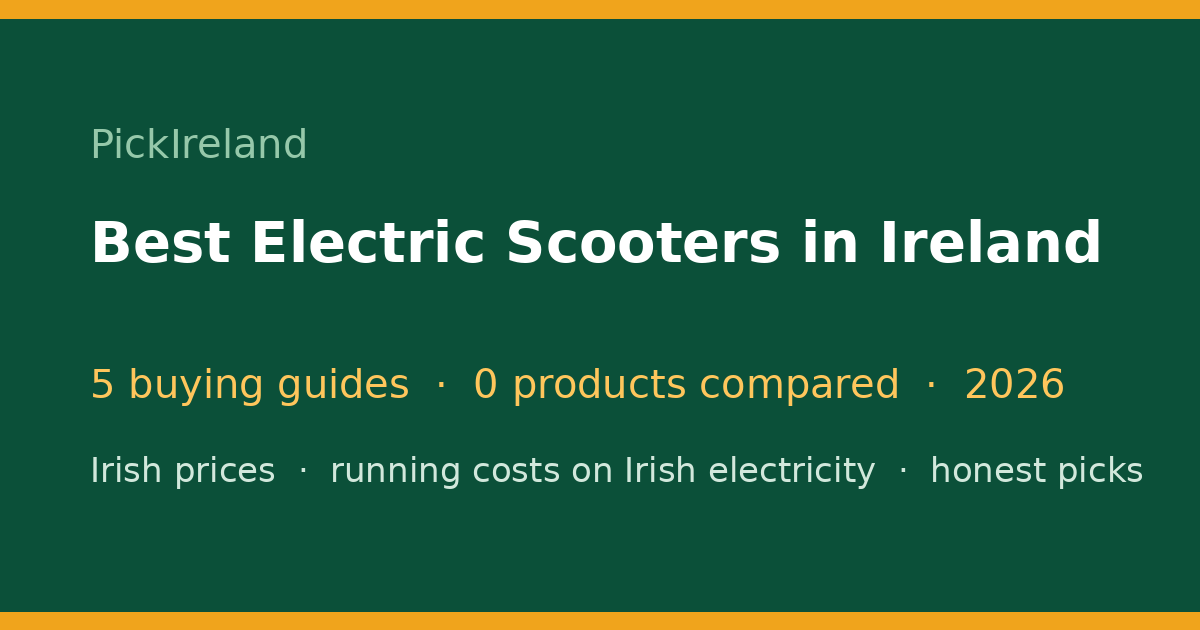 PickIreland
Best Electric Scooters in Ireland
5 buying guides · 0 products compared · 2026
Irish prices · running costs on Irish electricity · honest picks